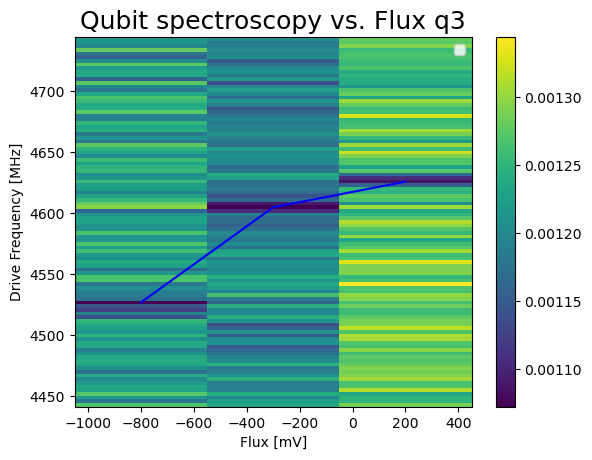 Qubit spectroscopy vs. Flux q3
Drive Frequency [MHz]
4700
4650
4600
4550
4500
4450
−1000 −800 −600 −400 −200 0 200 400
Flux [mV]
0.00130
0.00125
0.00120
0.00115
0.00110